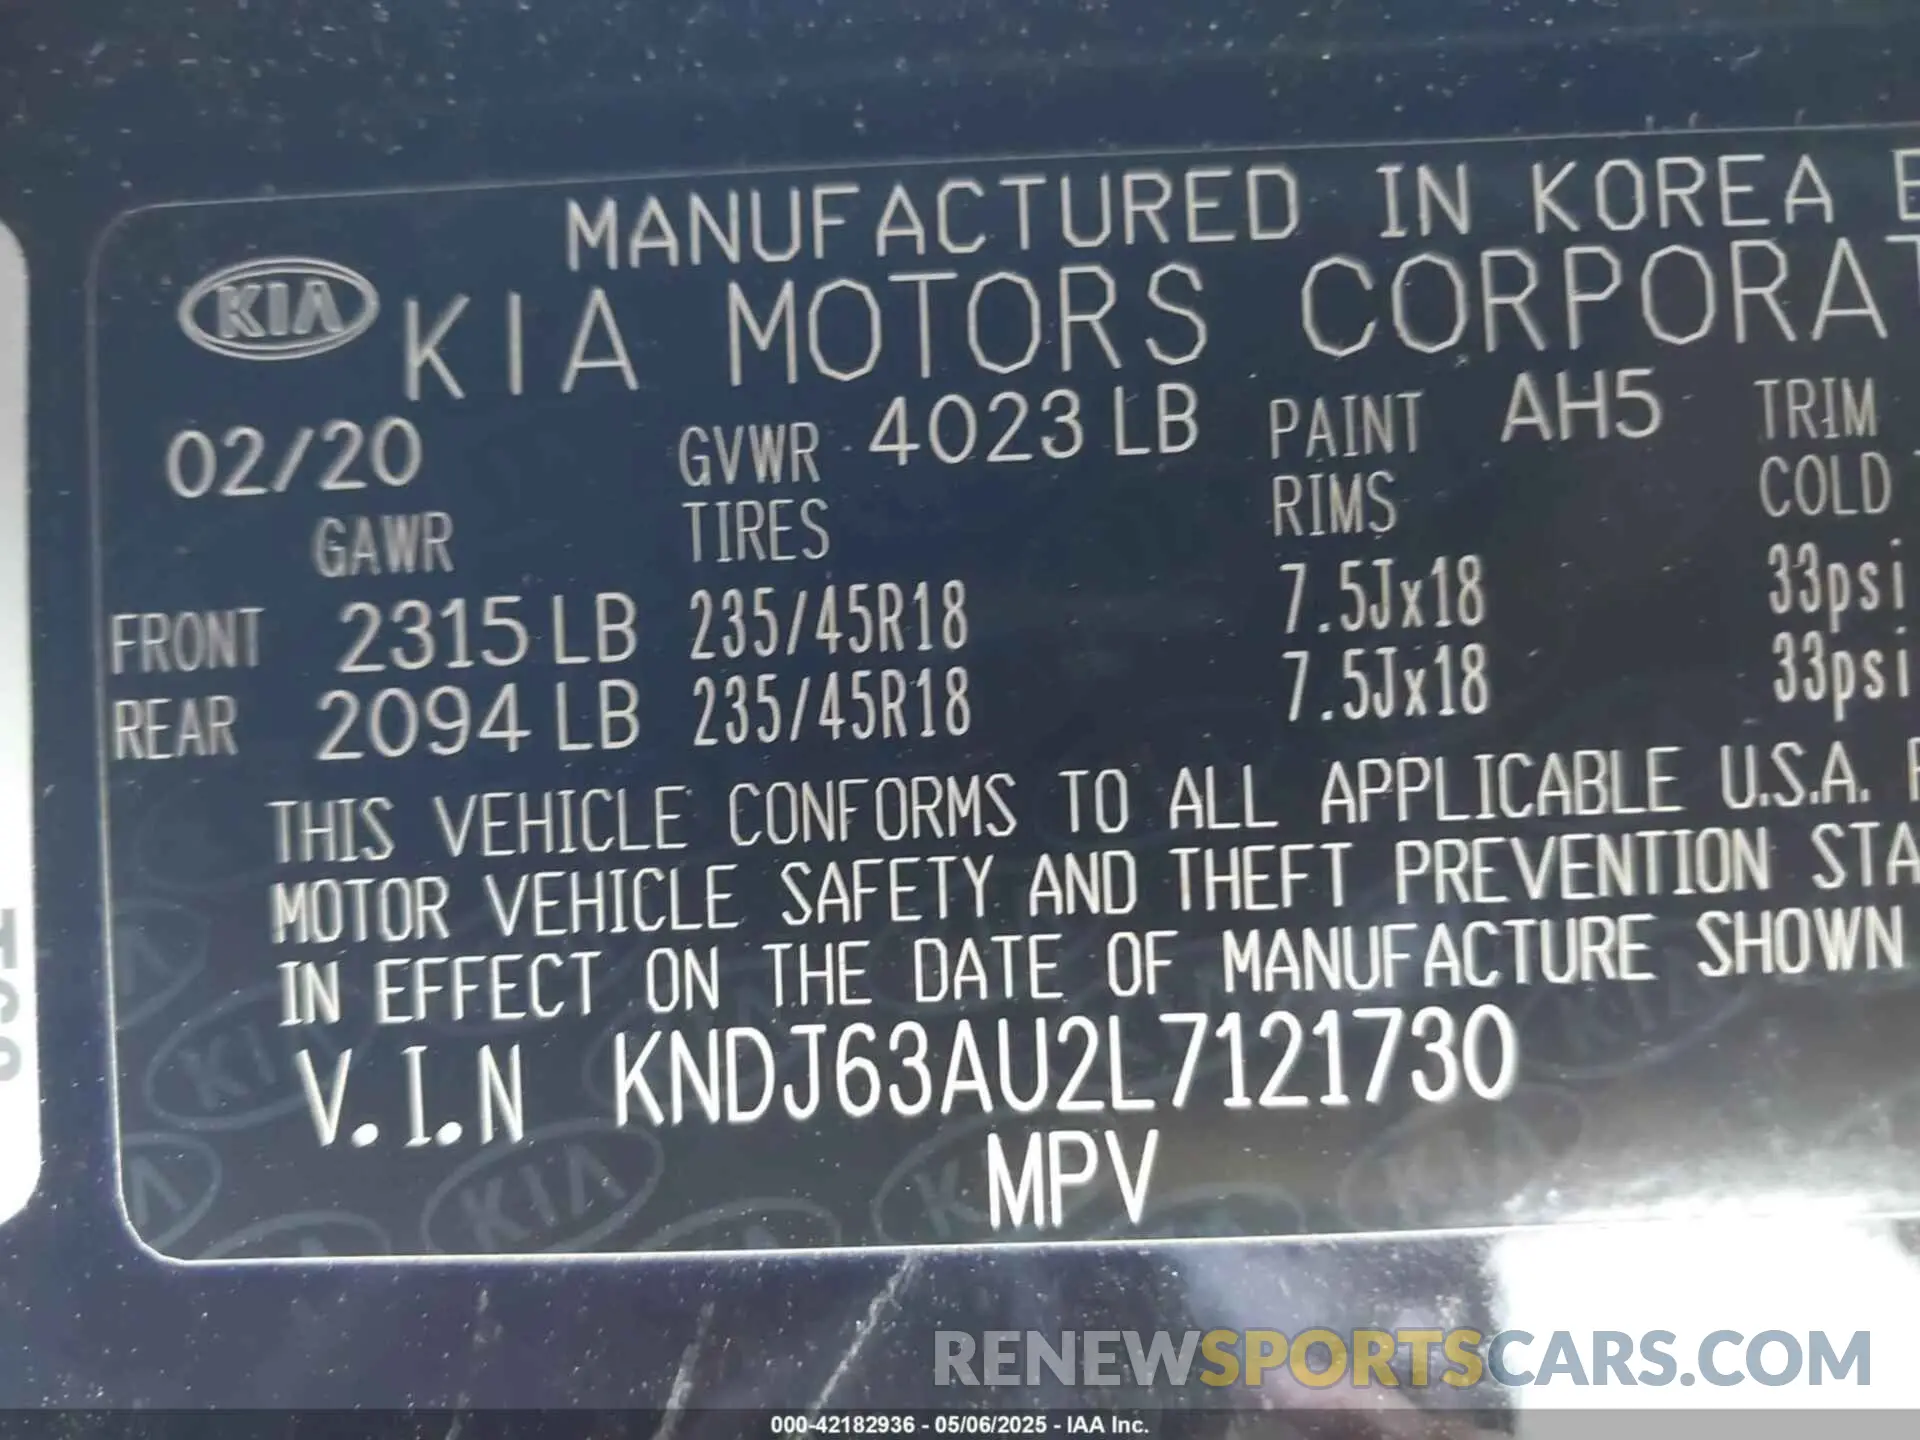 MANUFACTURED IN KOREA
KIA KIA MOTORS CORPORAT
02/20 GVWR 4023 LB PAINT AH5 TRIM
GAWR TIRES RIMS COLD
FRONT 2315 LB 235/45R18 7.5Jx18 33psi
REAR 2094 LB 235/45R18 7.5Jx18 33psi
THIS VEHICLE CONFORMS TO ALL APPLICABLE U.S.A.
MOTOR VEHICLE SAFETY AND THEFT PREVENTION STA
IN EFFECT ON THE DATE OF MANUFACTURE SHOWN
V.I.N KNDJ63AU2L7121730
MPV
RENEWSPORTSCARS.COM
000-42182936 - 05/06/2025 - IAA Inc.